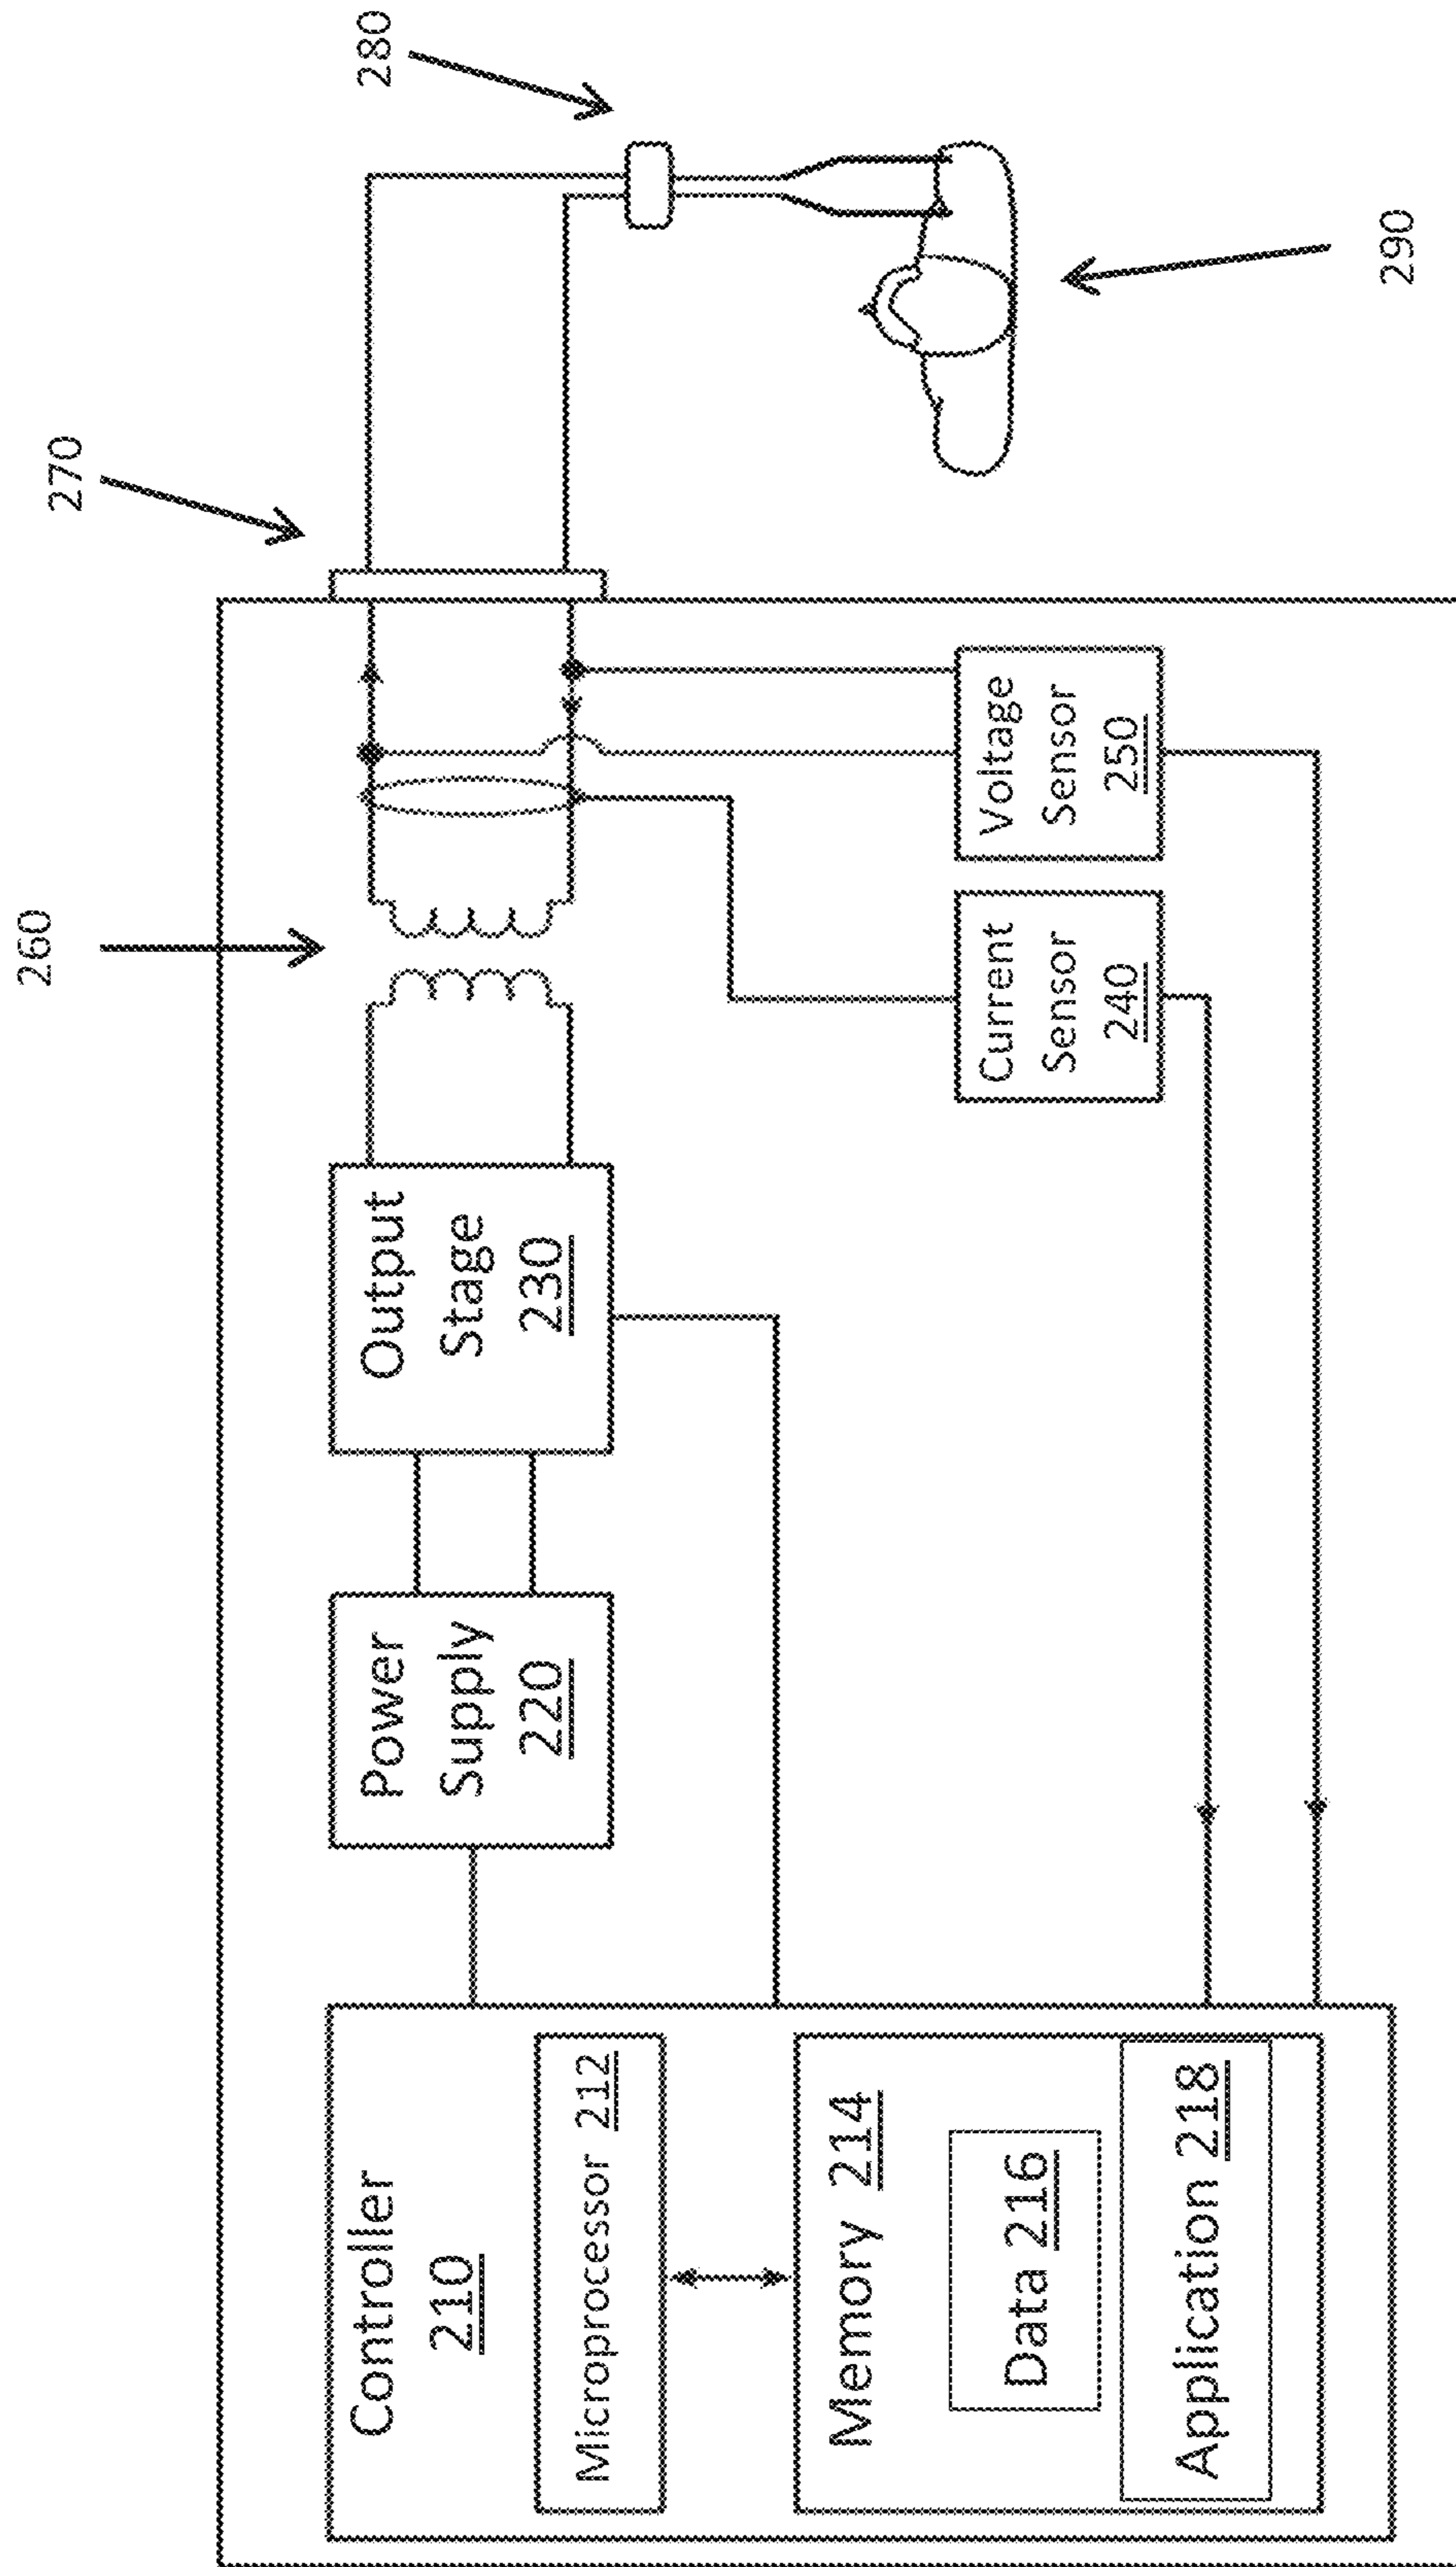 260
270
280
Controller
210
Microprocessor 212
Memory 214
Data 216
Application 218
Power
Supply
220
Output
Stage
230
Current
Sensor
240
Voltage
Sensor
250
290